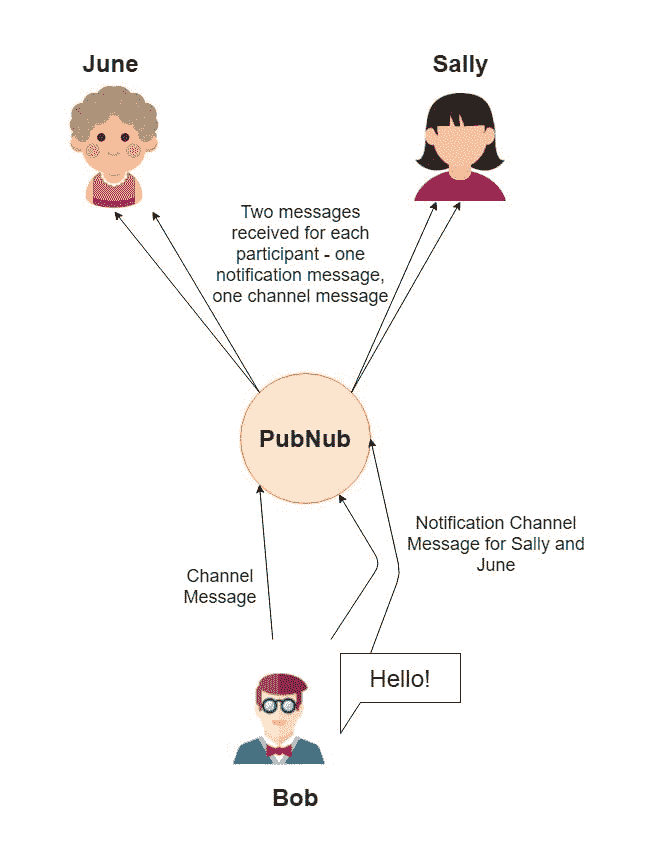 June
Sally
Two messages
received for each
participant - one
notification message,
one channel message
PubNub
Notification Channel
Message for Sally and
June
Channel
Message
Hello!
Bob